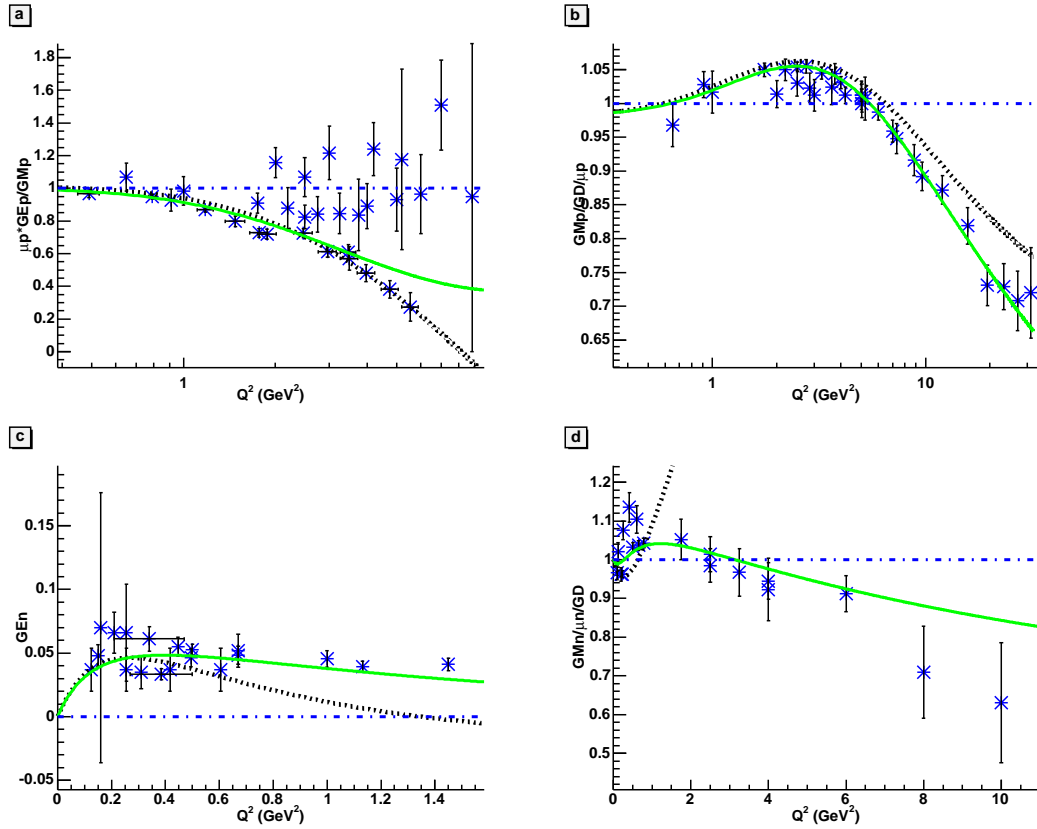 a
μp*GEp/GMp
1.8
1.6
1.4
1.2
1
0.8
0.6
0.4
0.2
0
1
Q2 (GeV2)
b
GMp/GD/μp
1.05
1
0.95
0.9
0.85
0.8
0.75
0.7
0.65
1
10
Q2 (GeV2)
c
GEn
0.15
0.1
0.05
0
-0.05
0 0.2 0.4 0.6 0.8 1 1.2 1.4
Q2 (GeV2)
d
GMn/μn/GD
1.2
1.1
1
0.9
0.8
0.7
0.6
0.5
0 2 4 6 8 10
Q2 (GeV2)